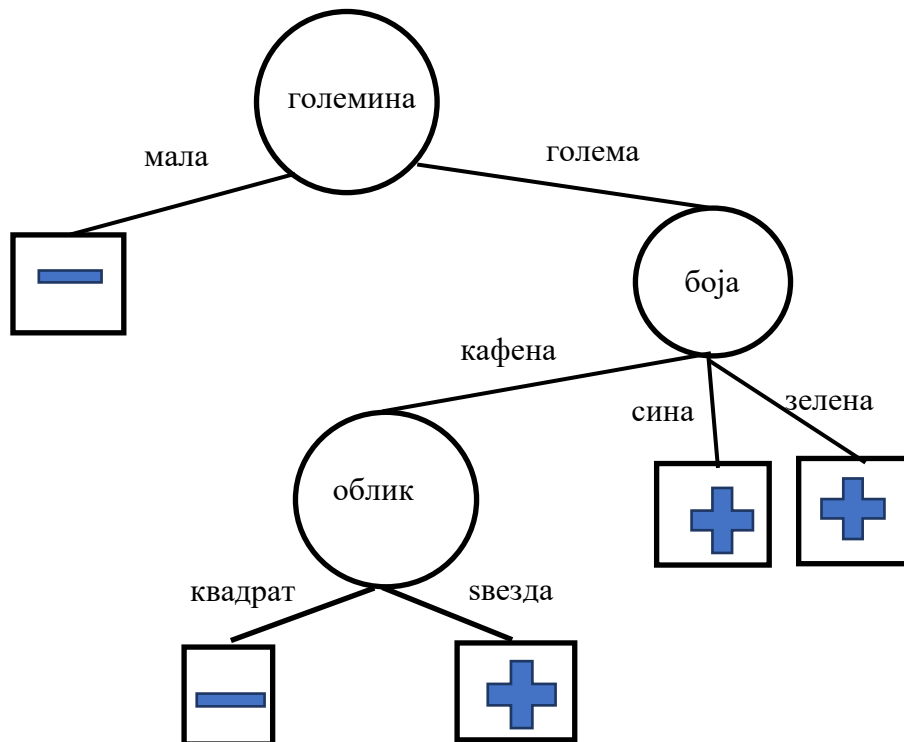 големина
мала
голема
боја
кафена
сина
зелена
облик
квадрат
ѕвезда